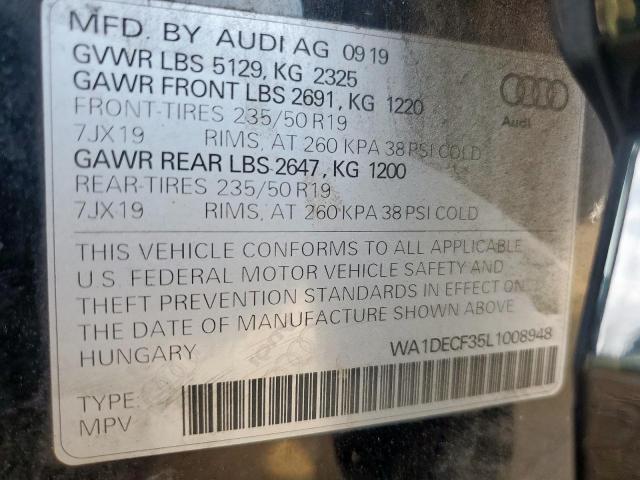 MFD. BY AUDI AG 09 19
GVWR LBS 5129, KG 2325
GAWR FRONT LBS 2691, KG 1220
FRONT-TIRES 235/50 R19
7JX19 RIMS, AT 260 KPA 38 PSI COLD
GAWR REAR LBS 2647, KG 1200
REAR-TIRES 235/50 R19
7JX19 RIMS, AT 260 KPA 38 PSI COLD
Audi
THIS VEHICLE CONFORMS TO ALL APPLICABLE
U.S. FEDERAL MOTOR VEHICLE SAFETY AND
THEFT PREVENTION STANDARDS IN EFFECT ON
THE DATE OF MANUFACTURE SHOWN ABOVE
HUNGARY
WA1DECF35L1008948
TYPE:
MPV